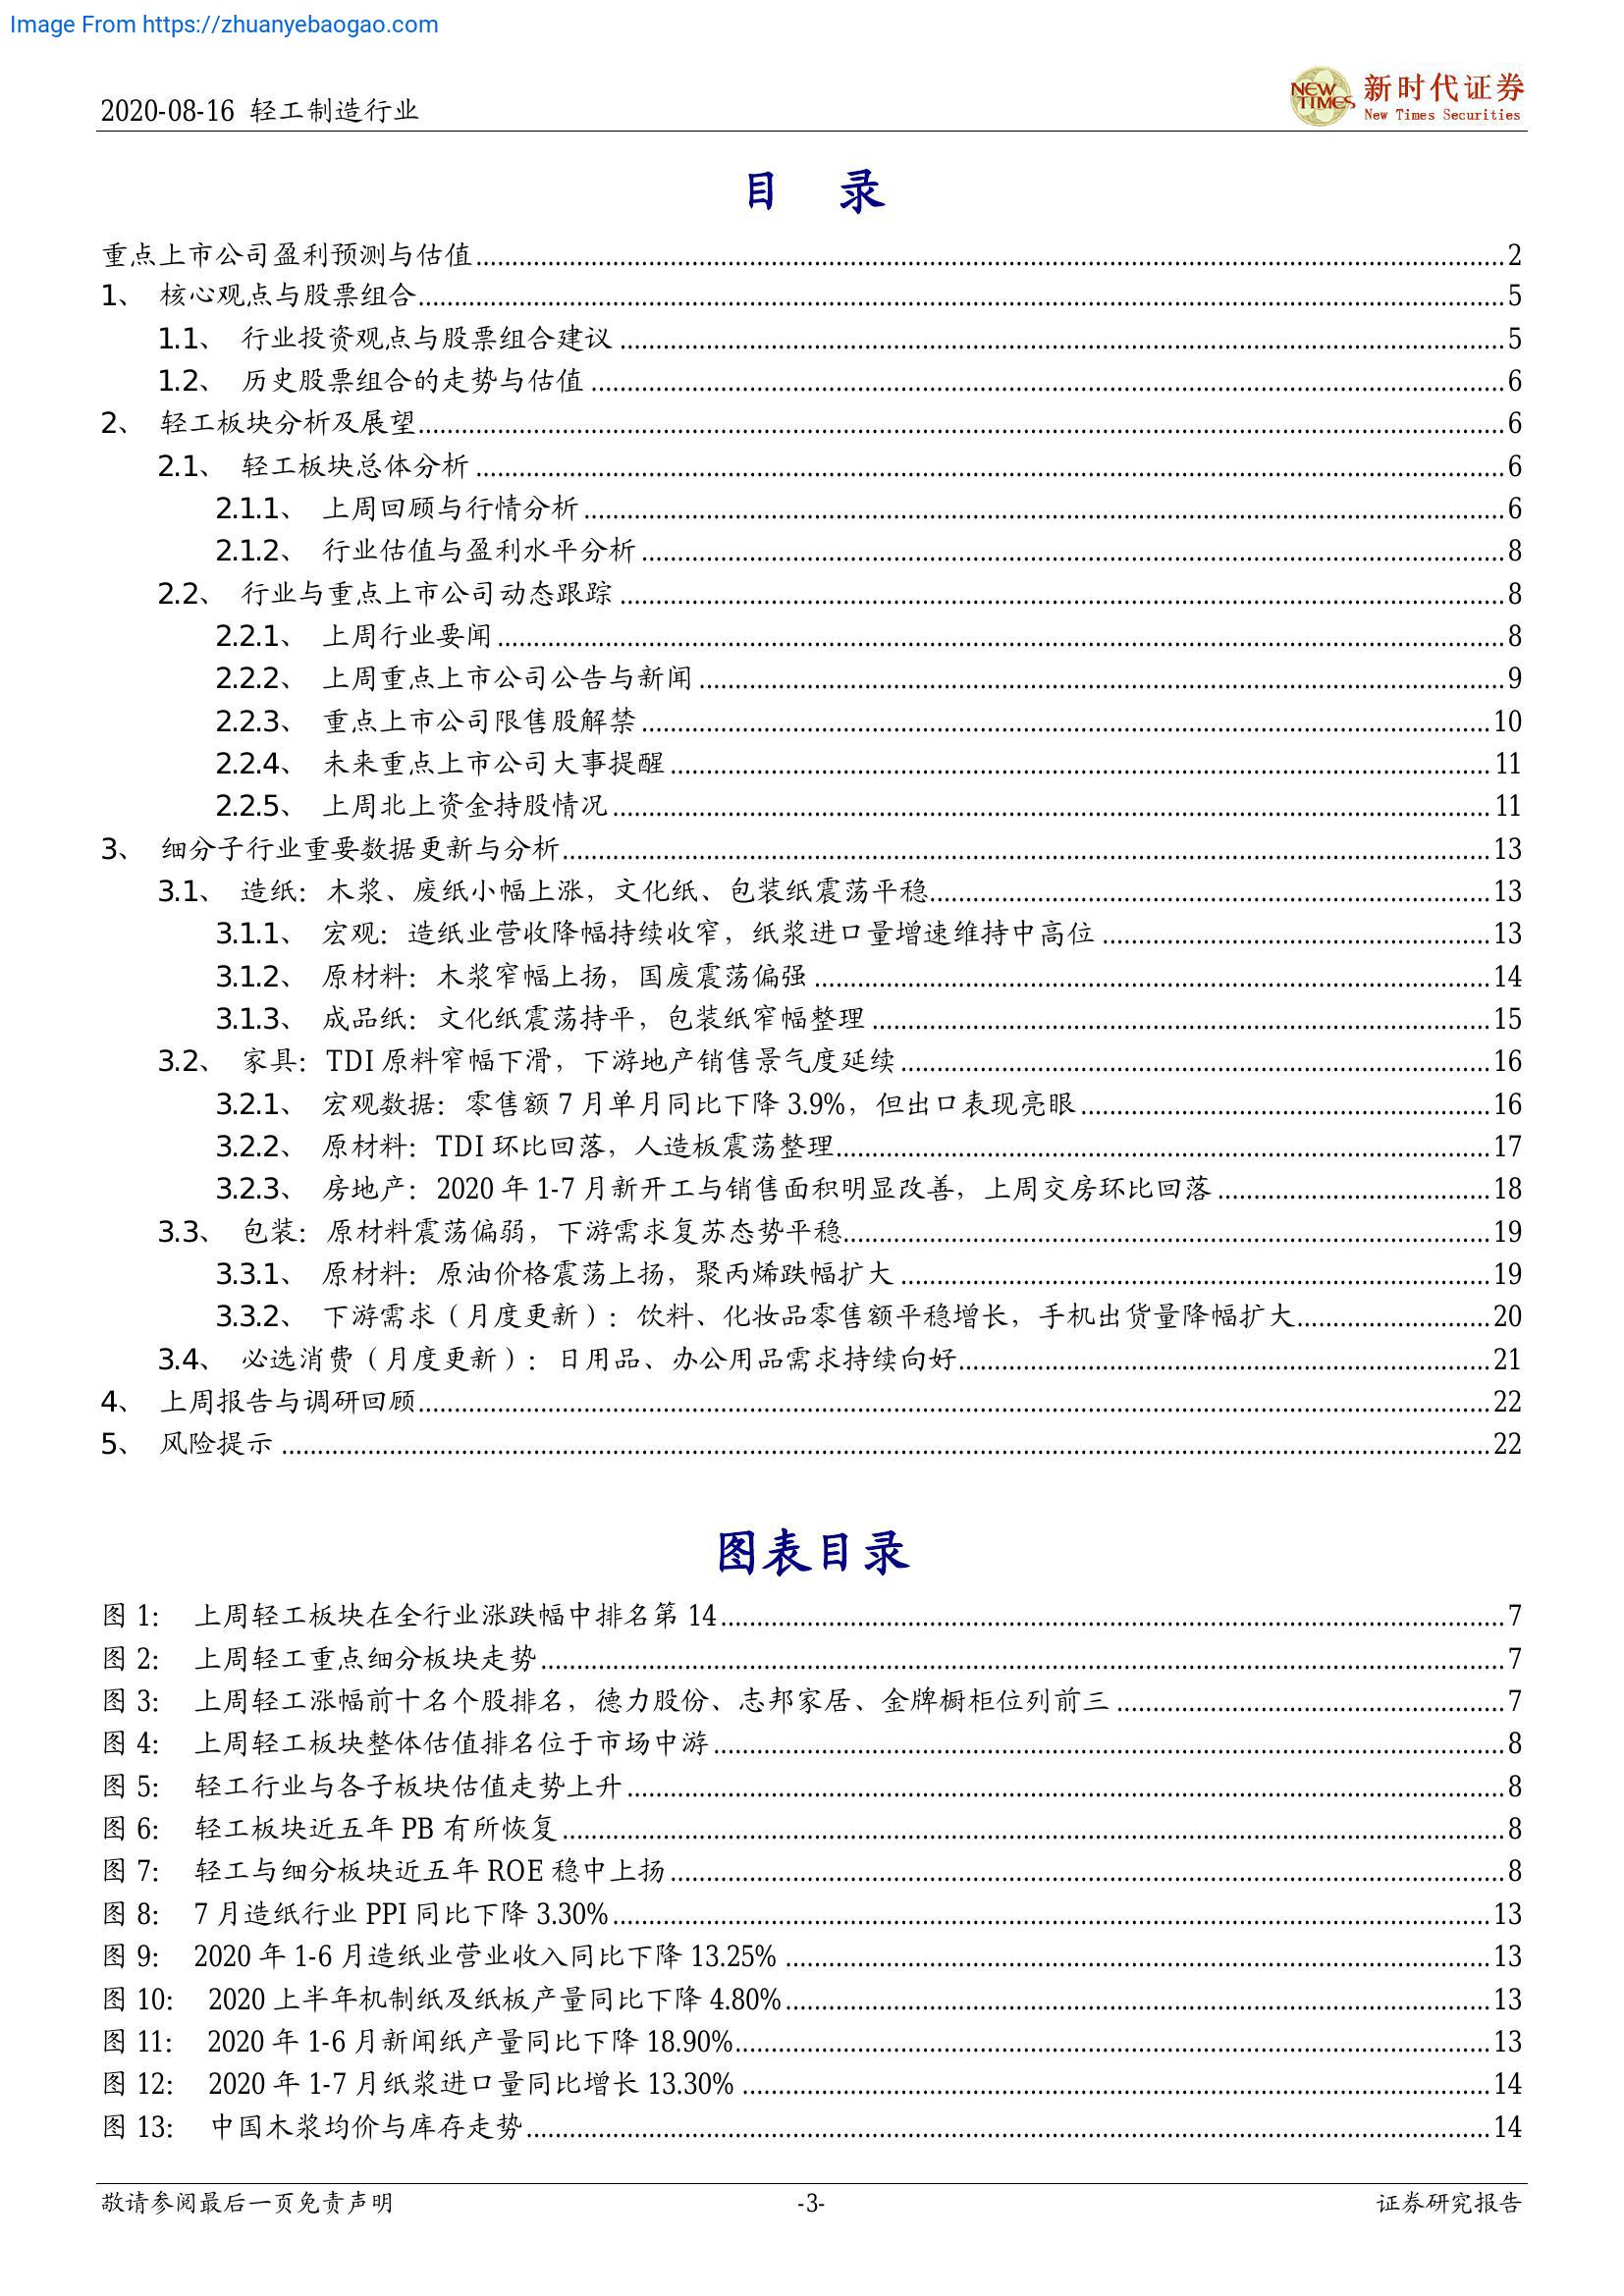 Image From https://zhuanyebaogao.com
2020-08-16 轻工制造行业
NEW TIMES
新时代证券
New Times Securities
目 录
重点上市公司盈利预测与估值........2
1、 核心观点与股票组合........5
1.1、 行业投资观点与股票组合建议........5
1.2、 历史股票组合的走势与估值........6
2、 轻工板块分析及展望........6
2.1、 轻工板块总体分析........6
2.1.1、 上周回顾与行情分析........6
2.1.2、 行业估值与盈利水平分析........8
2.2、 行业与重点上市公司动态跟踪........8
2.2.1、 上周行业要闻........8
2.2.2、 上周重点上市公司公告与新闻........9
2.2.3、 重点上市公司限售股解禁........10
2.2.4、 未来重点上市公司大事提醒........11
2.2.5、 上周北上资金持股情况........11
3、 细分子行业重要数据更新与分析........13
3.1、 造纸：木浆、废纸小幅上涨，文化纸、包装纸震荡平稳........13
3.1.1、 宏观：造纸业营收降幅持续收窄，纸浆进口量增速维持中高位........13
3.1.2、 原材料：木浆窄幅上扬，国废震荡偏强........14
3.1.3、 成品纸：文化纸震荡持平，包装纸窄幅整理........15
3.2、 家具：TDI 原料窄幅下滑，下游地产销售景气度延续........16
3.2.1、 宏观数据：零售额 7 月单月同比下降 3.9%，但出口表现亮眼........16
3.2.2、 原材料：TDI 环比回落，人造板震荡整理........17
3.2.3、 房地产：2020 年 1-7 月新开工与销售面积明显改善，上周交房环比回落........18
3.3、 包装：原材料震荡偏弱，下游需求复苏态势平稳........19
3.3.1、 原材料：原油价格震荡上扬，聚丙烯跌幅扩大........19
3.3.2、 下游需求（月度更新）：饮料、化妆品零售额平稳增长，手机出货量降幅扩大........20
3.4、 必选消费（月度更新）：日用品、办公用品需求持续向好........21
4、 上周报告与调研回顾........22
5、 风险提示........22
图表目录
图 1： 上周轻工板块在全行业涨跌幅中排名第 14........7
图 2： 上周轻工重点细分板块走势........7
图 3： 上周轻工涨幅前十名个股排名，德力股份、志邦家居、金牌橱柜位列前三........7
图 4： 上周轻工板块整体估值排名位于市场中游........8
图 5： 轻工行业与各子板块估值走势上升........8
图 6： 轻工板块近五年 PB 有所恢复........8
图 7： 轻工与细分板块近五年 ROE 稳中上扬........8
图 8： 7 月造纸行业 PPI 同比下降 3.30%........13
图 9： 2020 年 1-6 月造纸业营业收入同比下降 13.25%........13
图 10： 2020 上半年机制纸及纸板产量同比下降 4.80%........13
图 11： 2020 年 1-6 月新闻纸产量同比下降 18.90%........13
图 12： 2020 年 1-7 月纸浆进口量同比增长 13.30%........14
图 13： 中国木浆均价与库存走势........14
敬请参阅最后一页免责声明 -3- 证券研究报告